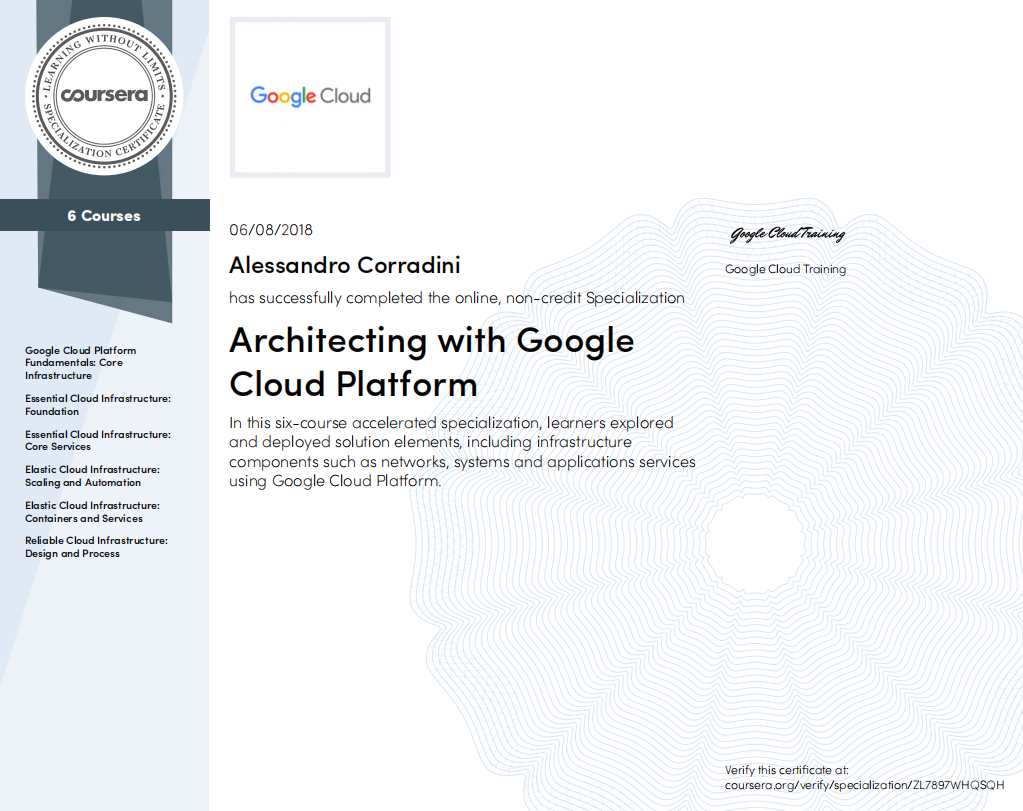 LEARNING WITHOUT LIMITS
coursera
SPECIALIZATION CERTIFICATE
6 Courses
Google Cloud Platform
Fundamentals: Core
Infrastructure
Essential Cloud Infrastructure:
Foundation
Essential Cloud Infrastructure:
Core Services
Elastic Cloud Infrastructure:
Scaling and Automation
Elastic Cloud Infrastructure:
Containers and Services
Reliable Cloud Infrastructure:
Design and Process
Google Cloud
06/08/2018
Alessandro Corradini
has successfully completed the online, non-credit Specialization
Architecting with Google
Cloud Platform
In this six-course accelerated specialization, learners explored
and deployed solution elements, including infrastructure
components such as networks, systems and applications services
using Google Cloud Platform.
Google Cloud Training
Google Cloud Training
Verify this certificate at:
coursera.org/verify/specialization/ZL7897WHQSQH